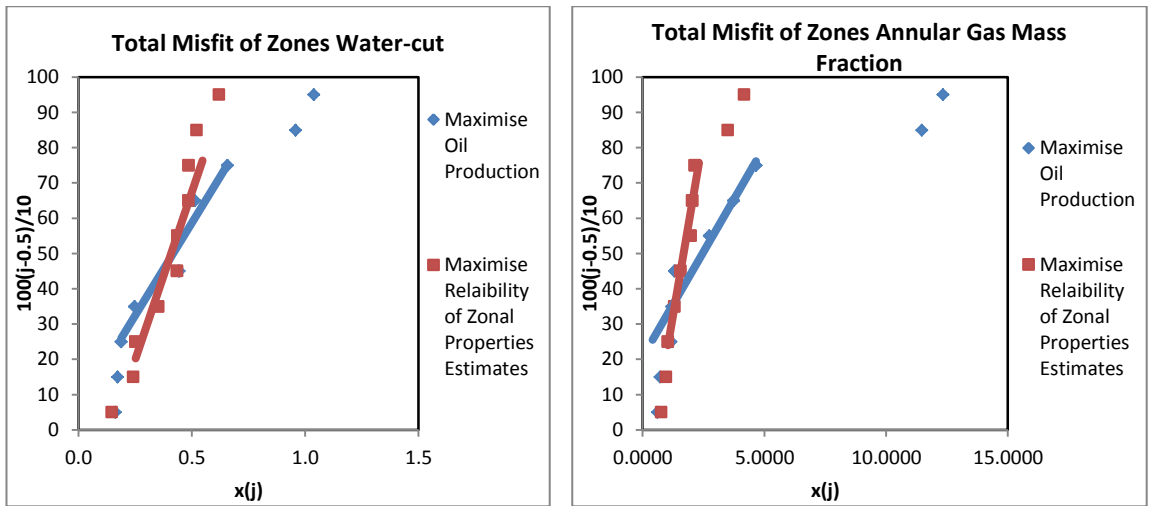 Total Misfit of Zones Water-cut
100(j-0.5)/10
100
90
80
70
60
50
40
30
20
10
0
0.0
0.5
1.0
1.5
x(j)
Maximise
Oil
Production
Maximise
Relaibility
of Zonal
Properties
Estimates
Total Misfit of Zones Annular Gas Mass
Fraction
100(j-0.5)/10
100
90
80
70
60
50
40
30
20
10
0
0.0000
5.0000
10.0000
15.0000
x(j)
Maximise
Oil
Production
Maximise
Relaibility
of Zonal
Properties
Estimates